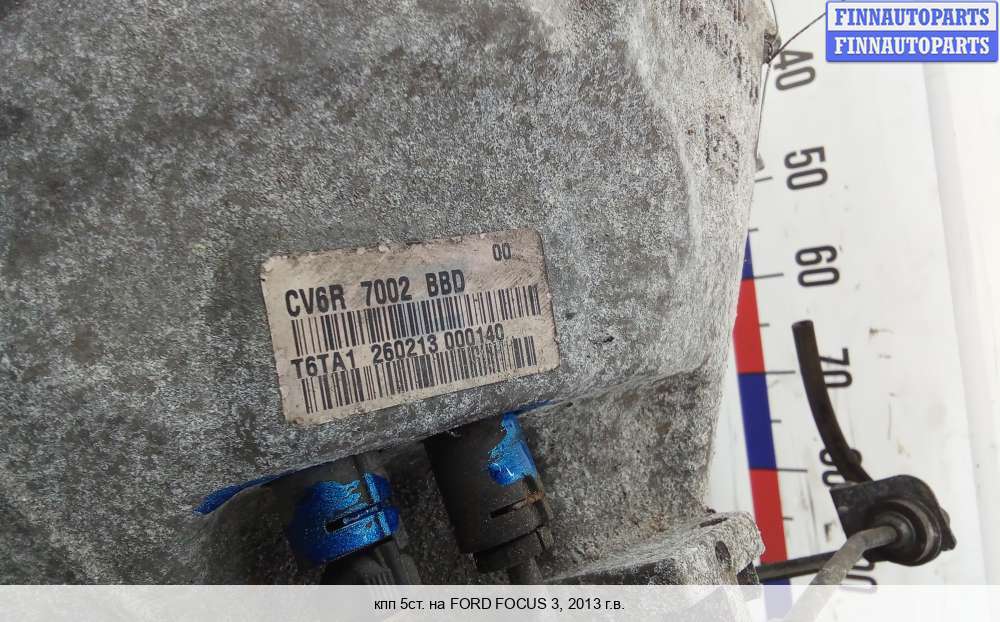 FINNAUTOPARTS
FINNAUTOPARTS
40
50
60
70
00
CV6R 7002 BBD
T6TA1 260213 000140
кпп 5ст. на FORD FOCUS 3, 2013 г.в.